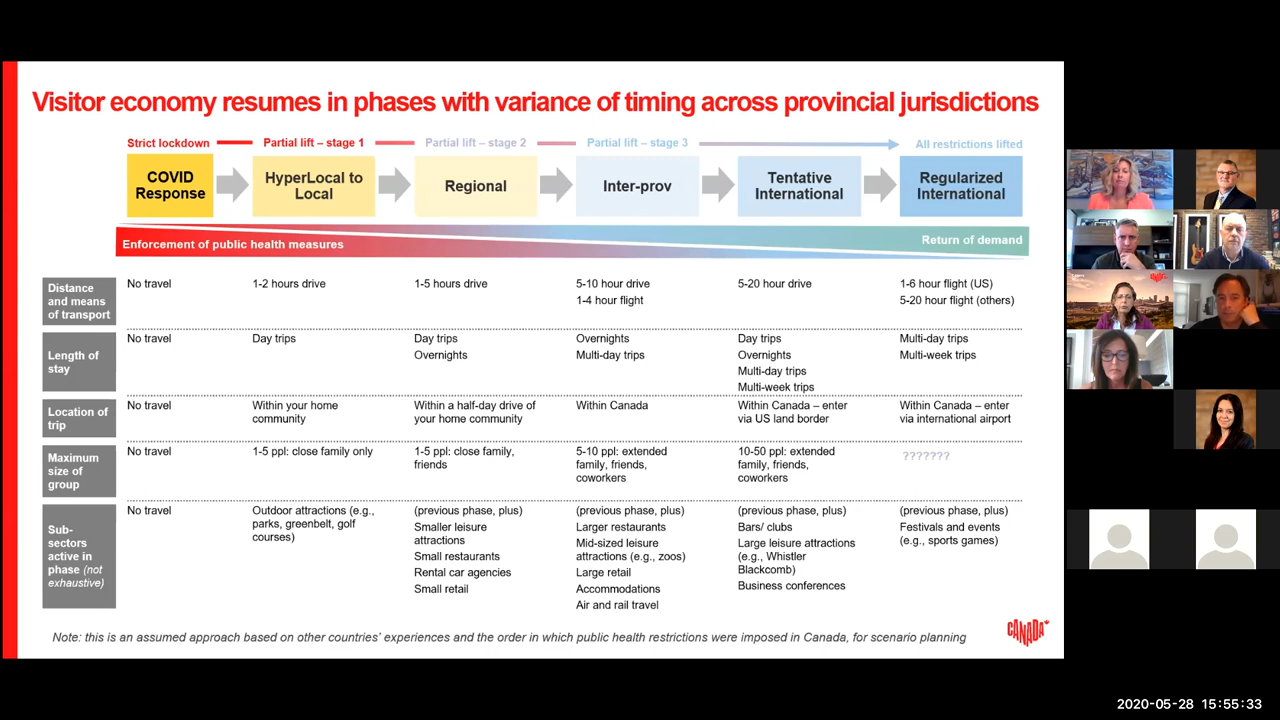 Visitor economy resumes in phases with variance of timing across provincial jurisdictions
Strict lockdown
Partial lift – stage 1
Partial lift – stage 2
Partial lift – stage 3
All restrictions lifted
COVID
Response
HyperLocal to
Local
Regional
Inter-prov
Tentative
International
Regularized
International
Enforcement of public health measures
Return of demand
Distance
and means
of transport
No travel
1-2 hours drive
1-5 hours drive
5-10 hour drive
1-4 hour flight
5-20 hour drive
1-6 hour flight (US)
5-20 hour flight (others)
Length of
stay
No travel
Day trips
Day trips
Overnights
Overnights
Multi-day trips
Day trips
Overnights
Multi-day trips
Multi-week trips
Multi-day trips
Multi-week trips
Location of
trip
No travel
Within your home
community
Within a half-day drive of
your home community
Within Canada
Within Canada – enter
via US land border
Within Canada – enter
via international airport
Maximum
size of
group
No travel
1-5 ppl: close family only
1-5 ppl: close family,
friends
5-10 ppl: extended
family, friends,
coworkers
10-50 ppl: extended
family, friends,
coworkers
???????
Sub-
sectors
active in
phase (not
exhaustive)
No travel
Outdoor attractions (e.g.,
parks, greenbelt, golf
courses)
(previous phase, plus)
Smaller leisure
attractions
Small restaurants
Rental car agencies
Small retail
(previous phase, plus)
Larger restaurants
Mid-sized leisure
attractions (e.g., zoos)
Large retail
Accommodations
Air and rail travel
(previous phase, plus)
Bars/ clubs
Large leisure attractions
(e.g., Whistler
Blackcomb)
Business conferences
(previous phase, plus)
Festivals and events
(e.g., sports games)
Note: this is an assumed approach based on other countries' experiences and the order in which public health restrictions were imposed in Canada, for scenario planning
CANADA
2020-05-28 15:55:33